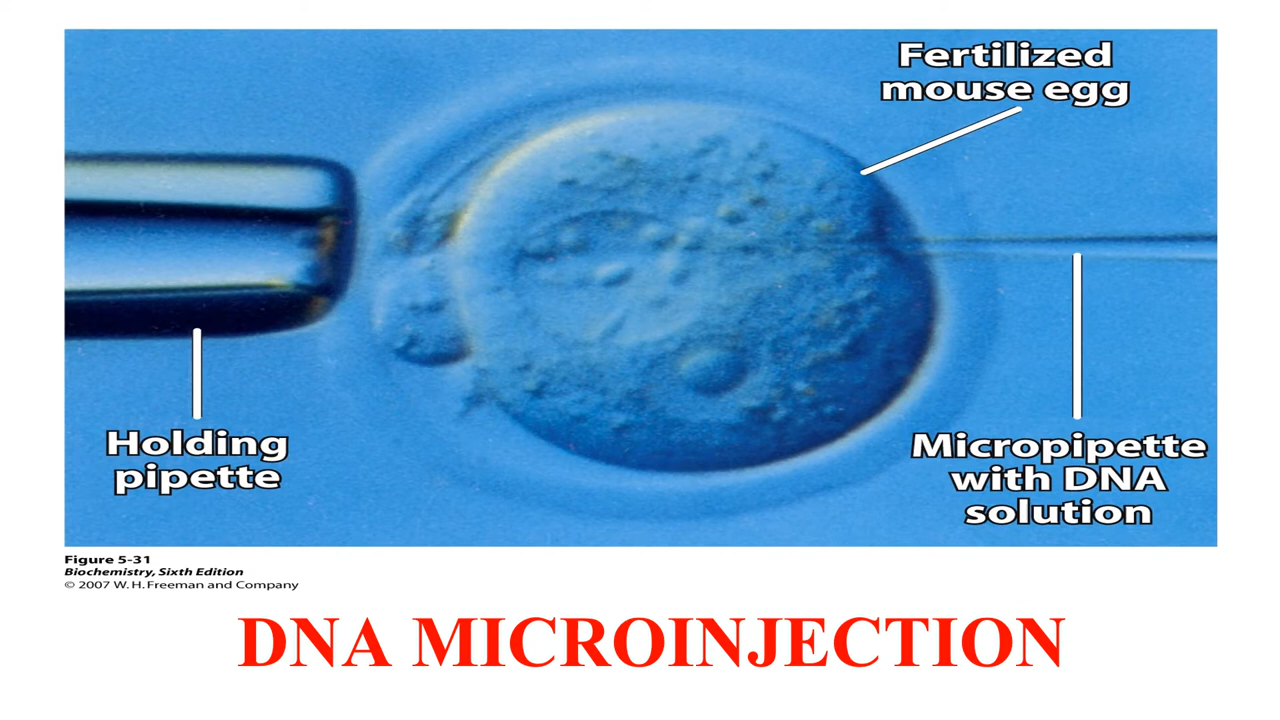 Fertilized
mouse egg
Holding
pipette
Micropipette
with DNA
solution
Figure 5-31
Biochemistry, Sixth Edition
© 2007 W. H. Freeman and Company
DNA MICROINJECTION